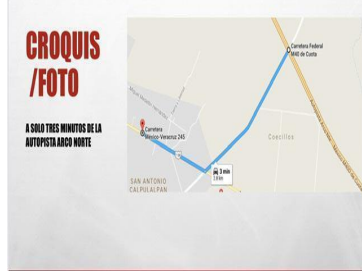 CROQUIS
/FOTO
A SOLO TRES MINUTOS DE LA
AUTOPISTA ARCO NORTE
Carretera Federal
M40 de Cuota
Carretera
México-Veracruz 245
Coecillos
3 min
SAN ANTONIO
CALPULALPAN